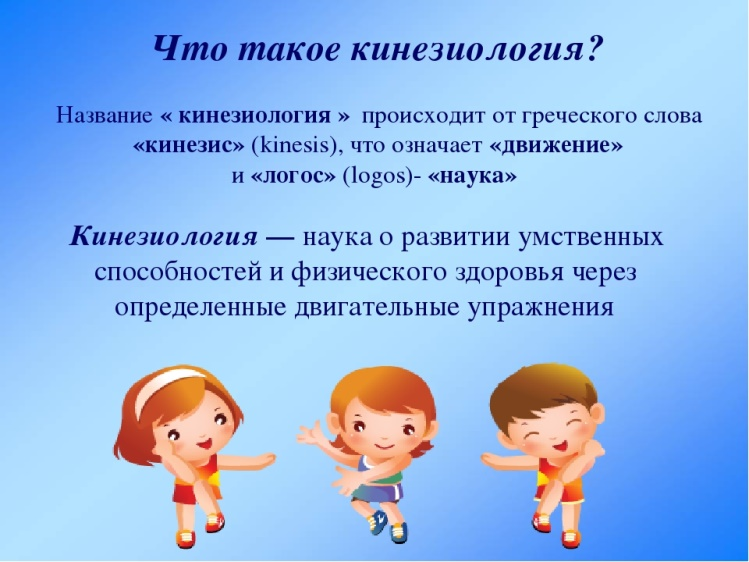 Что такое кинезиология?
Название « кинезиология » происходит от греческого слова
«кинезис» (kinesis), что означает «движение»
и «логос» (logos)- «наука»
Кинезиология — наука о развитии умственных
способностей и физического здоровья через
определенные двигательные упражнения